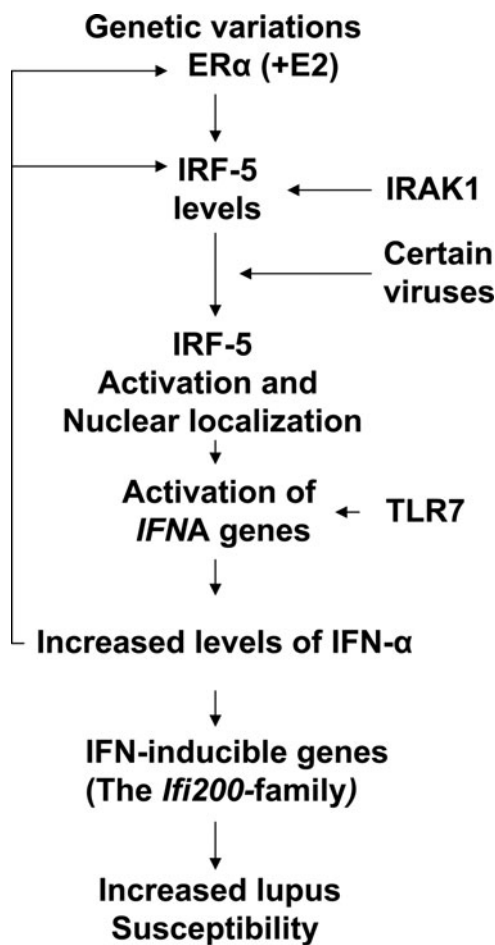 Genetic variations
ERα (+E2)
IRF-5
levels
IRAK1
Certain
viruses
IRF-5
Activation and
Nuclear localization
Activation of
IFNA genes
TLR7
Increased levels of IFN-α
IFN-inducible genes
(The Ifi200-family)
Increased lupus
Susceptibility